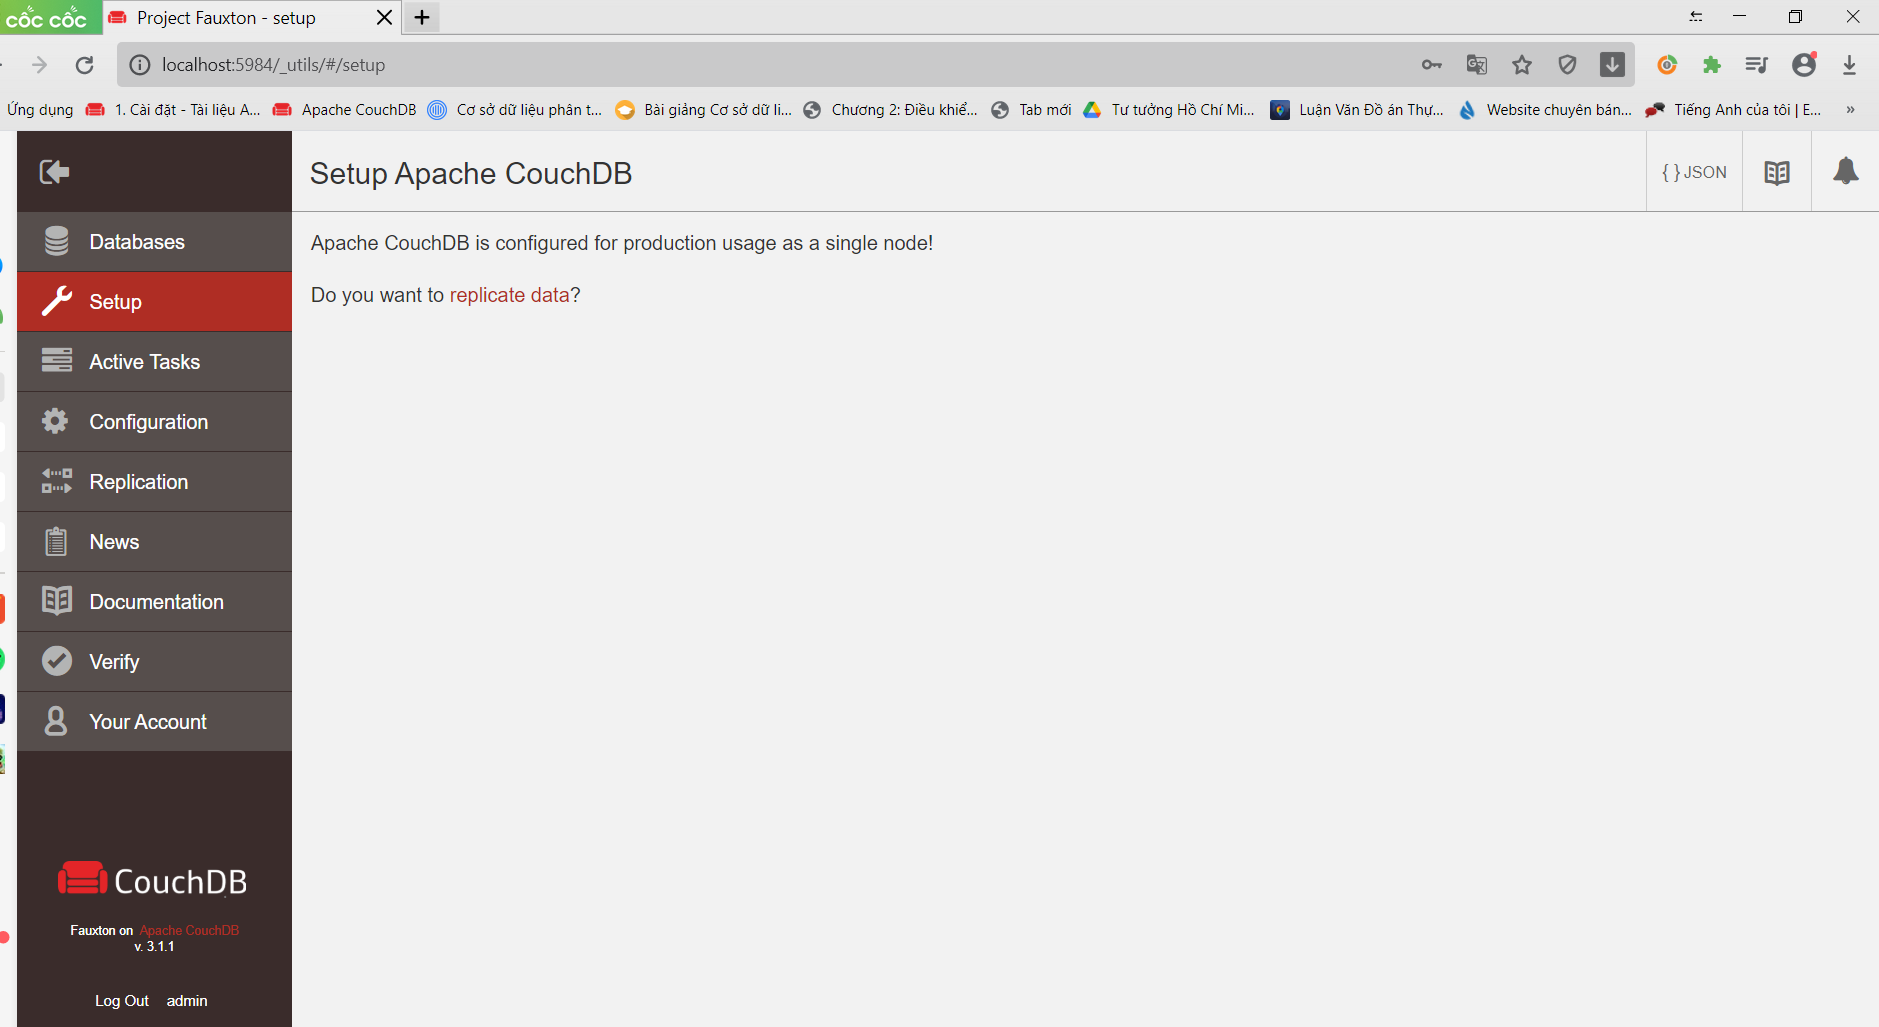 cốc cốc
Project Fauxton - setup
localhost:5984/_utils/#/setup
Ứng dụng 1. Cài đặt - Tài liệu A... Apache CouchDB Cơ sở dữ liệu phân t... Bài giảng Cơ sở dữ li... Chương 2: Điều khiể... Tab mới Tư tưởng Hồ Chí Mi... Luận Văn Đồ án Thự... Website chuyên bán... Tiếng Anh của tôi | E... »
Setup Apache CouchDB
{ } JSON
Apache CouchDB is configured for production usage as a single node!
Do you want to replicate data?
Databases
Setup
Active Tasks
Configuration
Replication
News
Documentation
Verify
Your Account
CouchDB
Fauxton on Apache CouchDB
v. 3.1.1
Log Out admin